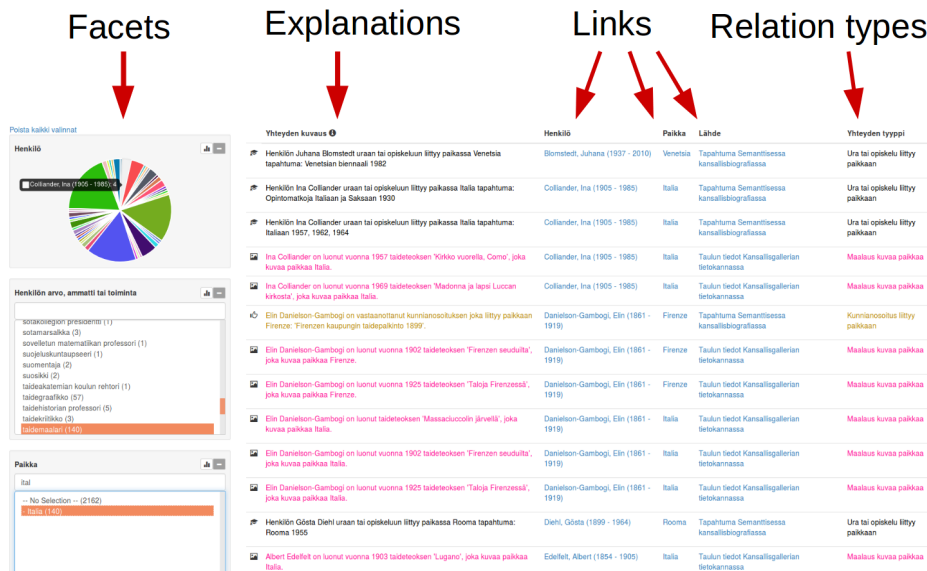 Facets
Explanations
Links
Relation types
Poista kaikki valinnat
Henkilö
Colliander, Ina (1905 - 1985): 4
Henkilön arvo, ammatti tai toiminta
sotakollegion presidentti (1)
sotamarsalkka (3)
sovelletun matematiikan professori (1)
suojeluskuntaupseeri (1)
suomentaja (2)
suosikki (2)
taideakatemian koulun rehtori (1)
taidegraafikko (57)
taidehistorian professori (5)
taidekriitikko (3)
taidemaalari (140)
Paikka
ital
-- No Selection -- (2162)
- Italia (140)
Yhteyden kuvaus
Henkilö
Paikka
Lähde
Yhteyden tyyppi
Henkilön Juhana Blomstedt uraan tai opiskeluun liittyy paikassa Venetsia
tapahtuma: Venetsian biennaali 1982
Blomstedt, Juhana (1937 - 2010)
Venetsia
Tapahtuma Semanttisessa
kansallisbiografiassa
Ura tai opiskelu liittyy
paikkaan
Henkilön Ina Colliander uraan tai opiskeluun liittyy paikassa Italia tapahtuma:
Opintomatkoja Italiaan ja Saksaan 1930
Colliander, Ina (1905 - 1985)
Italia
Tapahtuma Semanttisessa
kansallisbiografiassa
Ura tai opiskelu liittyy
paikkaan
Henkilön Ina Colliander uraan tai opiskeluun liittyy paikassa Italia tapahtuma:
Italiaan 1957, 1962, 1964
Colliander, Ina (1905 - 1985)
Italia
Tapahtuma Semanttisessa
kansallisbiografiassa
Ura tai opiskelu liittyy
paikkaan
Ina Colliander on luonut vuonna 1957 taideteoksen 'Kirkko vuorella, Como', joka
kuvaa paikkaa Italia.
Colliander, Ina (1905 - 1985)
Italia
Taulun tiedot Kansallisgallerian
tietokannassa
Maalaus kuvaa paikkaa
Ina Colliander on luonut vuonna 1969 taideteoksen 'Madonna ja lapsi Luccan
kirkosta', joka kuvaa paikkaa Italia.
Colliander, Ina (1905 - 1985)
Italia
Taulun tiedot Kansallisgallerian
tietokannassa
Maalaus kuvaa paikkaa
Elin Danielson-Gambogi on vastaanottanut kunnianosoituksen joka liittyy paikkaan
Firenze: 'Firenzen kaupungin taidepalkinto 1899'.
Danielson-Gambogi, Elin (1861 -
1919)
Firenze
Tapahtuma Semanttisessa
kansallisbiografiassa
Kunnianosoitus liittyy
paikkaan
Elin Danielson-Gambogi on luonut vuonna 1902 taideteoksen 'Firenzen seudulta',
joka kuvaa paikkaa Firenze.
Danielson-Gambogi, Elin (1861 -
1919)
Firenze
Taulun tiedot Kansallisgallerian
tietokannassa
Maalaus kuvaa paikkaa
Elin Danielson-Gambogi on luonut vuonna 1925 taideteoksen 'Taloja Firenzessä',
joka kuvaa paikkaa Firenze.
Danielson-Gambogi, Elin (1861 -
1919)
Firenze
Taulun tiedot Kansallisgallerian
tietokannassa
Maalaus kuvaa paikkaa
Elin Danielson-Gambogi on luonut taideteoksen 'Massaciuccolin järvellä', joka
kuvaa paikkaa Italia.
Danielson-Gambogi, Elin (1861 -
1919)
Italia
Taulun tiedot Kansallisgallerian
tietokannassa
Maalaus kuvaa paikkaa
Elin Danielson-Gambogi on luonut vuonna 1902 taideteoksen 'Firenzen seudulta',
joka kuvaa paikkaa Italia.
Danielson-Gambogi, Elin (1861 -
1919)
Italia
Taulun tiedot Kansallisgallerian
tietokannassa
Maalaus kuvaa paikkaa
Elin Danielson-Gambogi on luonut vuonna 1925 taideteoksen 'Taloja Firenzessä',
joka kuvaa paikkaa Italia.
Danielson-Gambogi, Elin (1861 -
1919)
Italia
Taulun tiedot Kansallisgallerian
tietokannassa
Maalaus kuvaa paikkaa
Henkilön Gösta Diehl uraan tai opiskeluun liittyy paikassa Rooma tapahtuma:
Rooma 1955
Diehl, Gösta (1899 - 1964)
Rooma
Tapahtuma Semanttisessa
kansallisbiografiassa
Ura tai opiskelu liittyy
paikkaan
Albert Edelfelt on luonut vuonna 1903 taideteoksen 'Lugano', joka kuvaa paikkaa
Italia.
Edelfelt, Albert (1854 - 1905)
Italia
Taulun tiedot Kansallisgallerian
tietokannassa
Maalaus kuvaa paikkaa